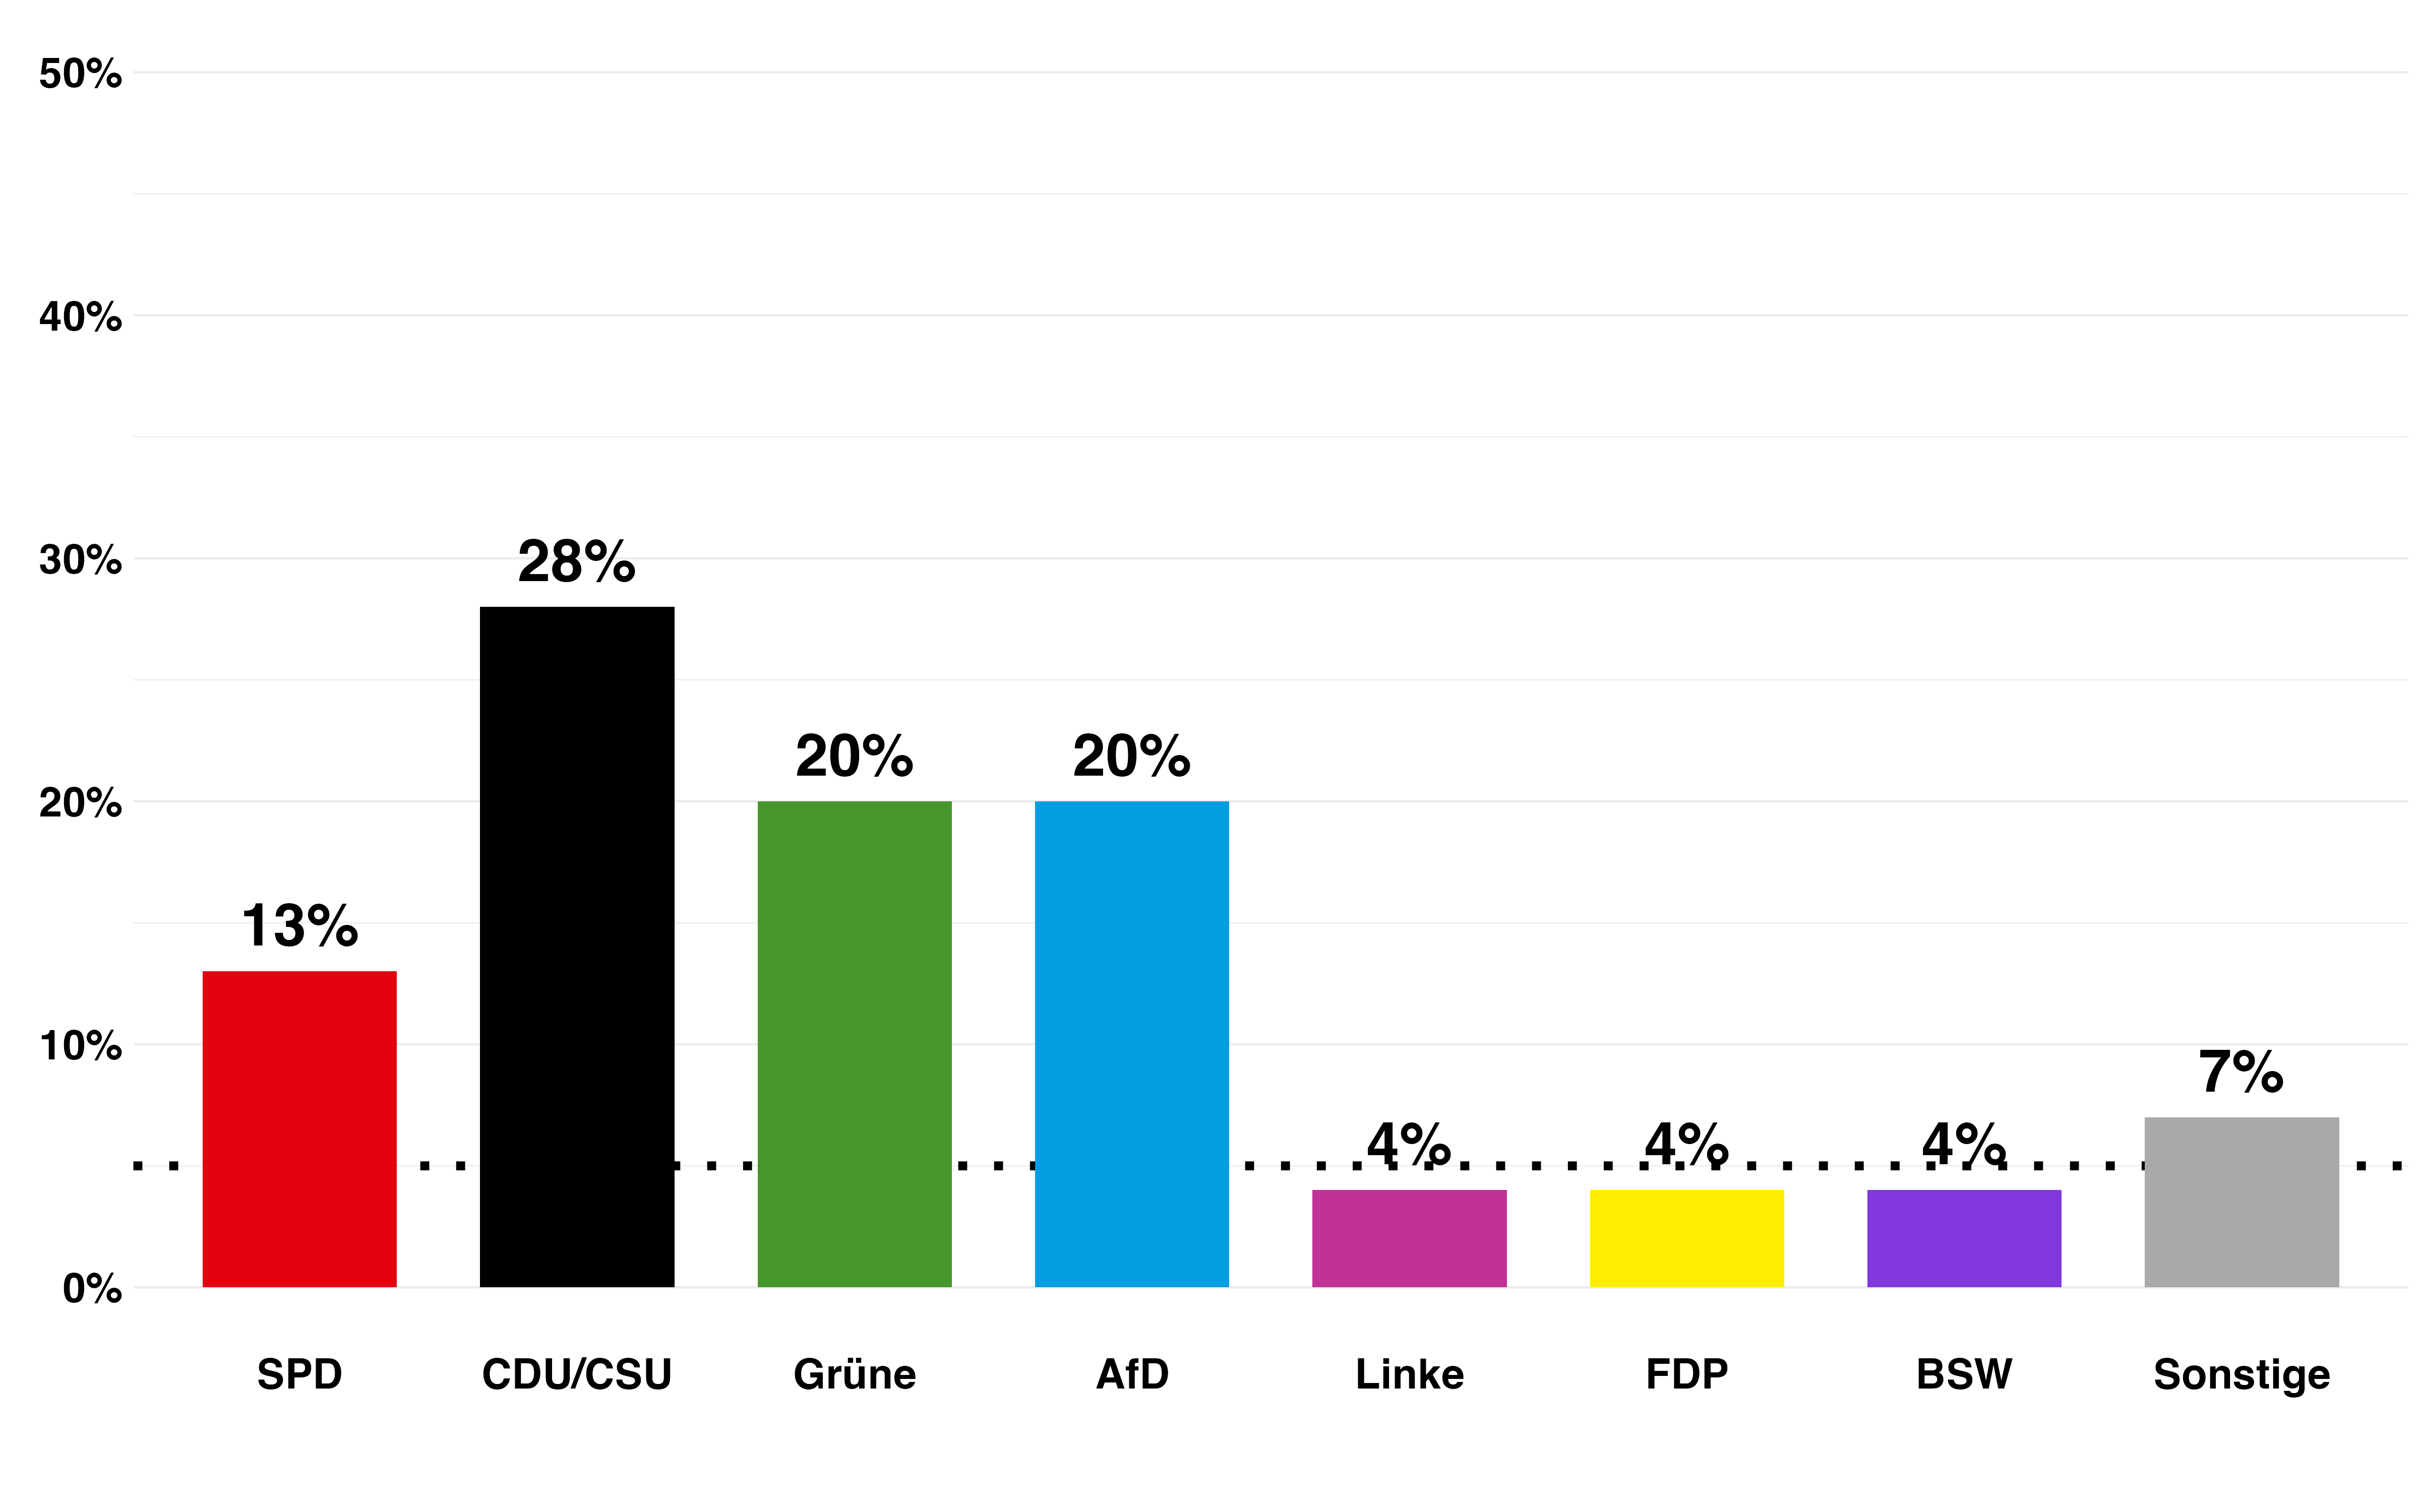 50%
40%
30%
20%
10%
0%
13%
28%
20%
20%
4%
4%
4%
7%
SPD
CDU/CSU
Grüne
AfD
Linke
FDP
BSW
Sonstige